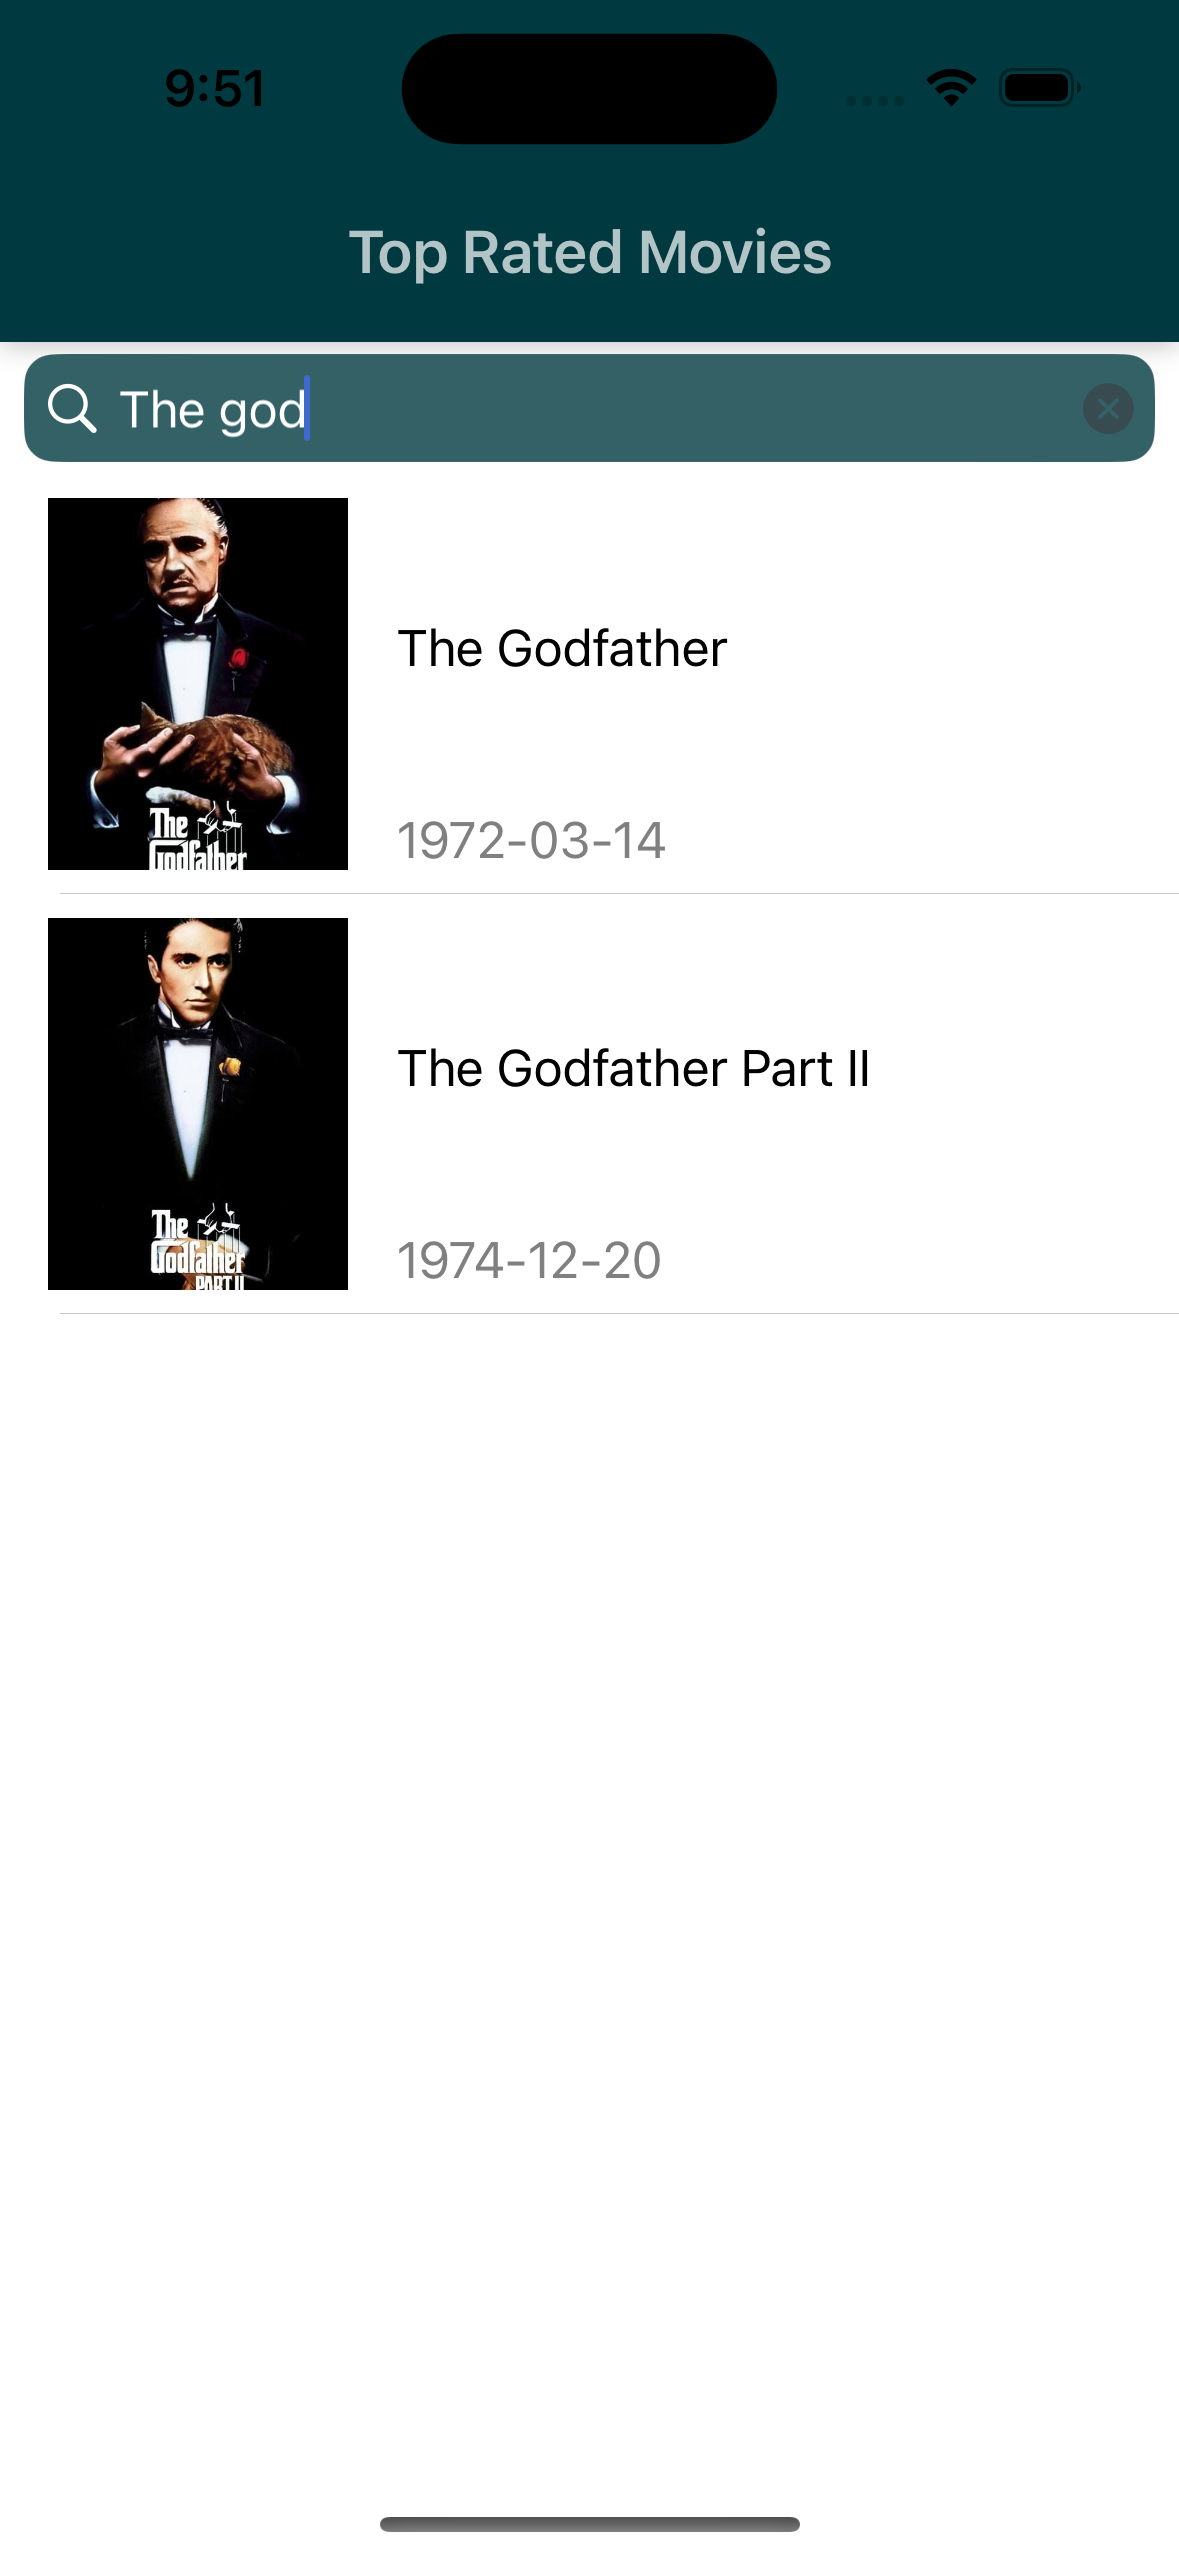 9:51
Top Rated Movies
The god
The Godfather
1972-03-14
The
Godfather
The Godfather Part II
1974-12-20
The
Godfather
PART II